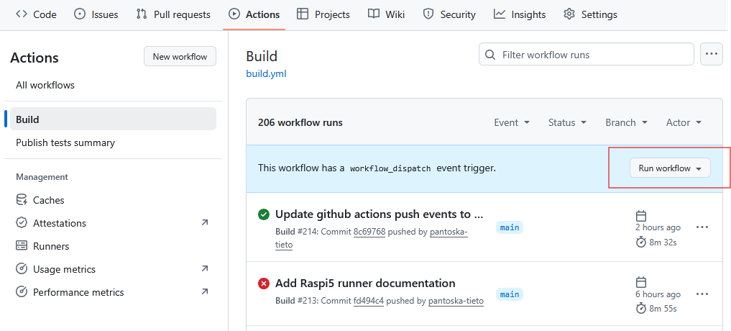 Code Issues Pull requests Actions Projects Wiki Security Insights Settings
Actions
New workflow
All workflows
Build
Publish tests summary
Management
Caches
Attestations
Runners
Usage metrics
Performance metrics
Build
build.yml
Filter workflow runs
206 workflow runs
Event Status Branch Actor
This workflow has a workflow_dispatch event trigger.
Run workflow
Update github actions push events to ...
Build #214: Commit 8c69768 pushed by pantoska-
tieto
main
2 hours ago
8m 32s
Add Raspi5 runner documentation
Build #213: Commit fd494c4 pushed by pantoska-tieto
main
6 hours ago
8m 55s